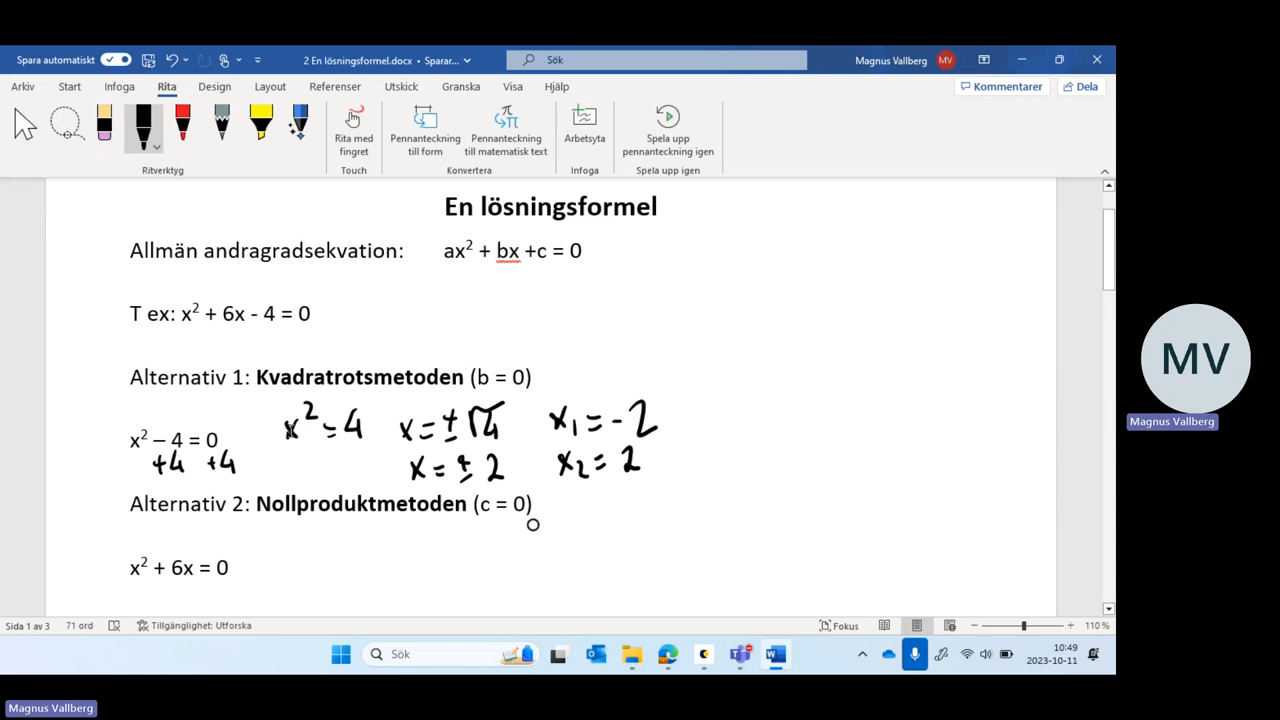 Spara automatiskt
2 En lösningsformel.docx • Sparar...
Sök
Magnus Vallberg MV
Arkiv Start Infoga Rita Design Layout Referenser Utskick Granska Visa Hjälp
Kommentarer Dela
Rita med fingret
Pennanteckning till form
Pennanteckning till matematisk text
Arbetsyta
Spela upp pennanteckning igen
Ritverktyg Touch Konvertera Infoga Spela upp igen
En lösningsformel
Allmän andragradsekvation: ax² + bx +c = 0
T ex: x² + 6x - 4 = 0
Alternativ 1: Kvadratrotsmetoden (b = 0)
x² = 4 x = ±√4 x₁ = -2
x² – 4 = 0
+4 +4 x = ± 2 x₂ = 2
Alternativ 2: Nollproduktmetoden (c = 0)
x² + 6x = 0
MV
Magnus Vallberg
Sida 1 av 3 71 ord Tillgänglighet: Utforska Fokus 110 %
Sök
10:49
2023-10-11
Magnus Vallberg